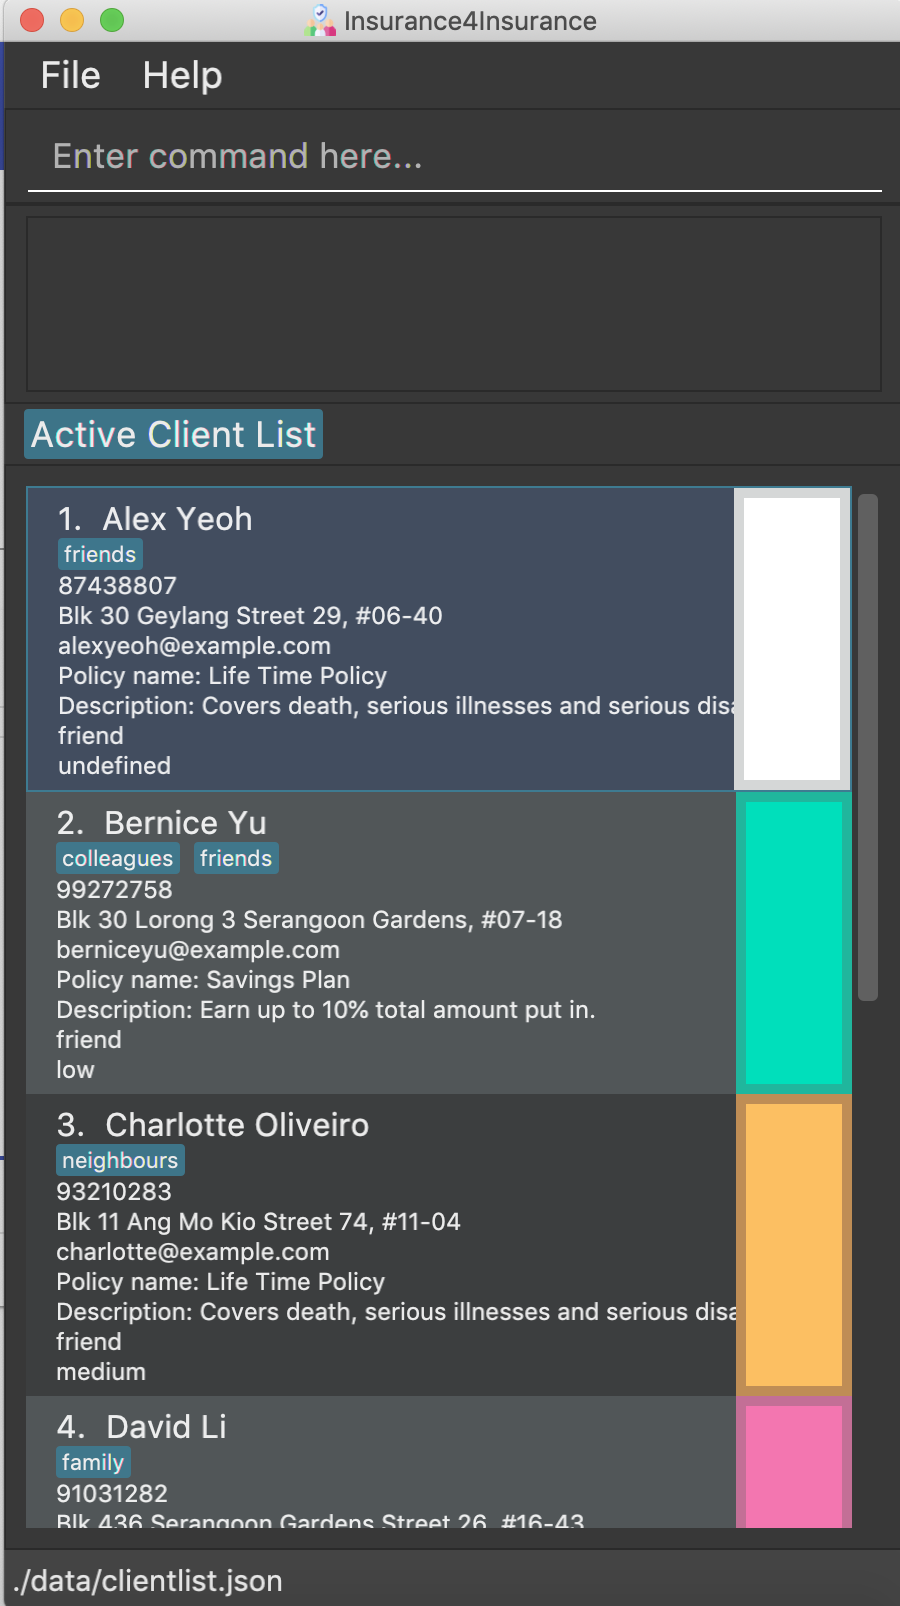 Insurance4Insurance
File Help
Enter command here...
Active Client List
1. Alex Yeoh
friends
87438807
Blk 30 Geylang Street 29, #06-40
alexyeoh@example.com
Policy name: Life Time Policy
Description: Covers death, serious illnesses and serious disa
friend
undefined
2. Bernice Yu
colleagues friends
99272758
Blk 30 Lorong 3 Serangoon Gardens, #07-18
berniceyu@example.com
Policy name: Savings Plan
Description: Earn up to 10% total amount put in.
friend
low
3. Charlotte Oliveiro
neighbours
93210283
Blk 11 Ang Mo Kio Street 74, #11-04
charlotte@example.com
Policy name: Life Time Policy
Description: Covers death, serious illnesses and serious disa
friend
medium
4. David Li
family
91031282
Blk 436 Serangoon Gardens Street 26, #16-43
./data/clientlist.json